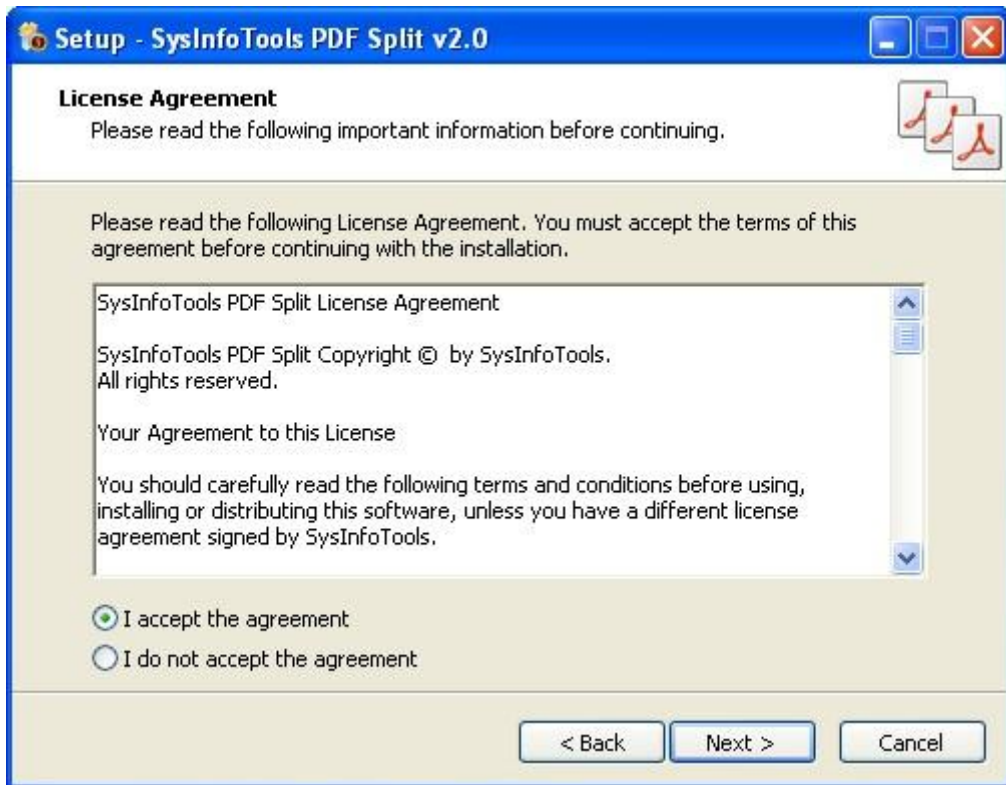 Setup - SysInfoTools PDF Split v2.0
License Agreement
Please read the following important information before continuing.
Please read the following License Agreement. You must accept the terms of this
agreement before continuing with the installation.
SysInfoTools PDF Split License Agreement
SysInfoTools PDF Split Copyright © by SysInfoTools.
All rights reserved.
Your Agreement to this License
You should carefully read the following terms and conditions before using,
installing or distributing this software, unless you have a different license
agreement signed by SysInfoTools.
I accept the agreement
I do not accept the agreement
< Back Next > Cancel